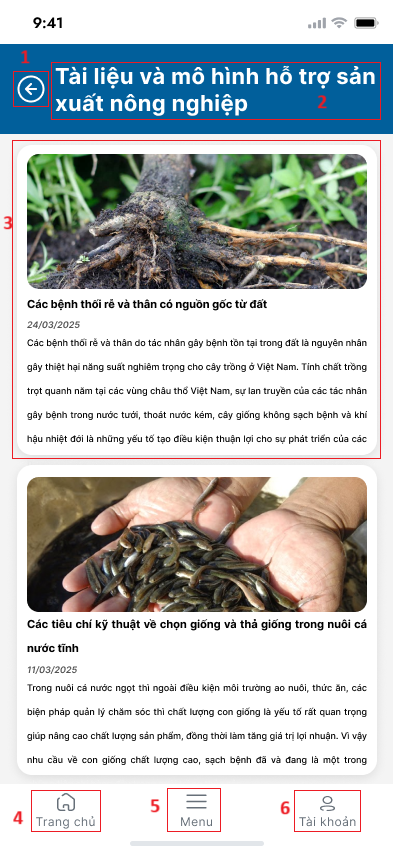 9:41
1
Tài liệu và mô hình hỗ trợ sản
xuất nông nghiệp
2
3
Các bệnh thối rễ và thân có nguồn gốc từ đất
24/03/2025
Các bệnh thối rễ và thân do tác nhân gây bệnh tồn tại trong đất là nguyên nhân
gây thiệt hại năng suất nghiêm trọng cho cây trồng ở Việt Nam. Tính chất trồng
trọt quanh năm tại các vùng châu thổ Việt Nam, sự lan truyền của các tác nhân
gây bệnh trong nước tưới, thoát nước kém, cây giống không sạch bệnh và khí
hậu nhiệt đới là những yếu tố tạo điều kiện thuận lợi cho sự phát triển của các
Các tiêu chí kỹ thuật về chọn giống và thả giống trong nuôi cá
nước tĩnh
11/03/2025
Trong nuôi cá nước ngọt thì ngoài điều kiện môi trường ao nuôi, thức ăn, các
biện pháp quản lý chăm sóc thì chất lượng con giống là yếu tố rất quan trọng
giúp nâng cao chất lượng sản phẩm, đồng thời làm tăng giá trị lợi nhuận. Vì vậy
nhu cầu về con giống chất lượng cao, sạch bệnh đã và đang là một trong
4
Trang chủ
5
Menu
6
Tài khoản